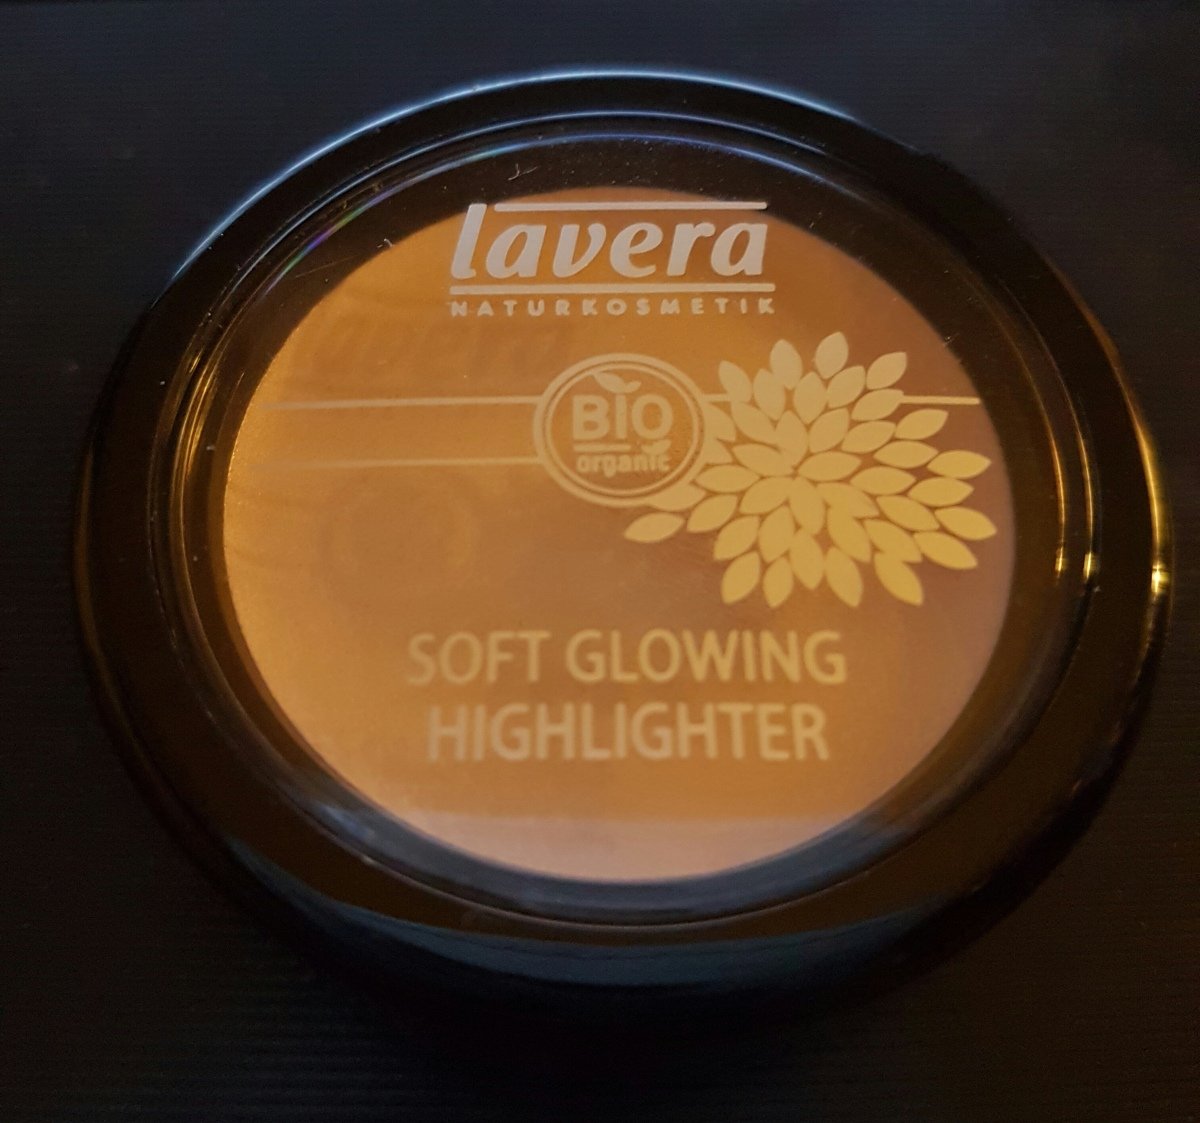 lavera
NATURKOSMETIK
BIO
organic
SOFT GLOWING
HIGHLIGHTER